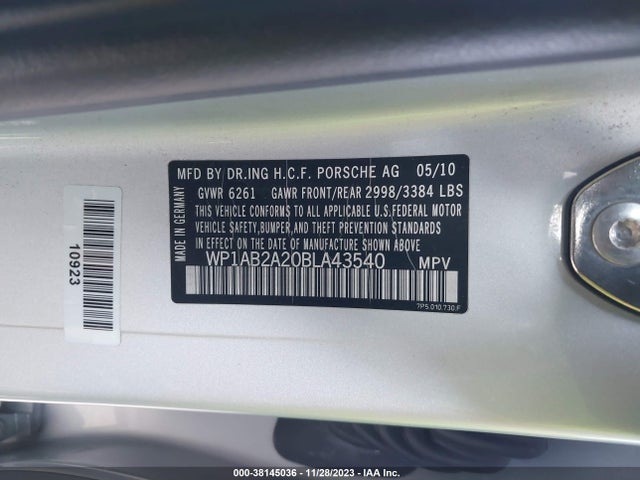 MFD BY DR.ING H.C.F. PORSCHE AG 05/10
GVWR 6261 GAWR FRONT/REAR 2998/3384 LBS
THIS VEHICLE CONFORMS TO ALL APPLICABLE U.S.FEDERAL MOTOR
VEHICLE SAFETY, BUMPER,AND THEFT PREVENTION STANDARDS
IN EFFECT ON THE DATE OF MANUFACTURE SHOWN ABOVE.
WP1AB2A20BLA43540 MPV
7P5.010.730.F
MADE IN GERMANY
10923
000-38145036 - 11/28/2023 - IAA Inc.